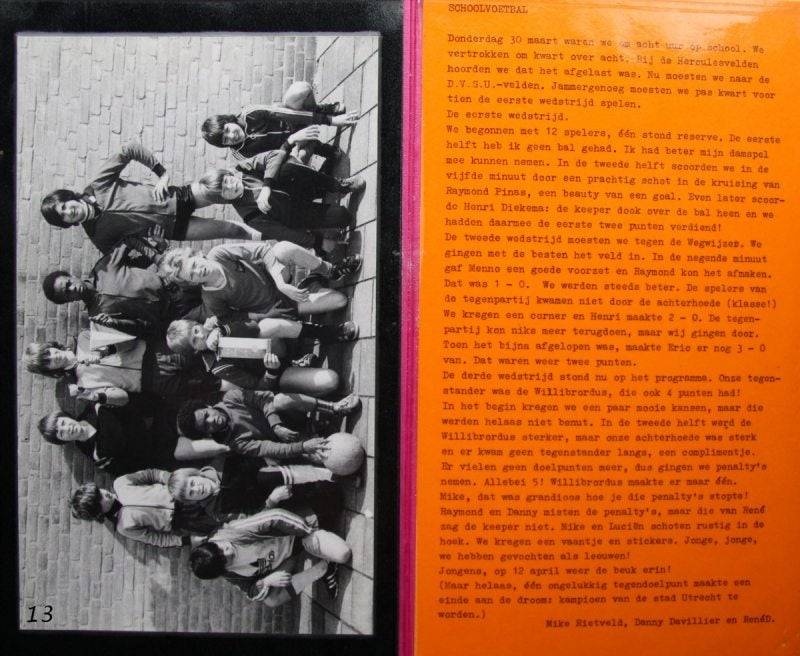 13
SCHOOLVOETBAL
Donderdag 30 maart waren we om acht uur op school. We
vertrokken om kwart over acht. Bij de Herculesvelden
hoorden we dat het afgelast was. Nu moesten we naar de
D.V.S.U.-velden. Jammergenoeg moesten we pas kwart voor
tien de eerste wedstrijd spelen.
De eerste wedstrijd.
We begonnen met 12 spelers, één stond reserve. De eerste
helft heb ik geen bal gehad. Ik had beter mijn damspel
mee kunnen nemen. In de tweede helft scoorden we in de
vijfde minuut door een prachtig schot in de kruising van
Raymond Pinas, een beauty van een goal. Even later scoor-
de Henri Diekema: de keeper dook over de bal heen en we
hadden daarmee de eerste twee punten verdiend!
De tweede wedstrijd moesten we tegen de Wegwijzer. We
gingen met de besten het veld in. In de negende minuut
gaf Menno een goede voorzet en Raymond kon het afmaken.
Dat was 1 - 0. We werden steeds beter. De spelers van
de tegenpartij kwamen niet door de achterhoede (klasse!)
We kregen een corner en Henri maakte 2 - 0. De tegen-
partij kon niks meer terugdoen, maar wij gingen door.
Toen het bijna afgelopen was, maakte Eric er nog 3 - 0
van. Dat waren weer twee punten.
De derde wedstrijd stond nu op het programma. Onze tegen-
stander was de Willibrordus, die ook 4 punten had!
In het begin kregen we een paar mooie kansen, maar die
werden helaas niet benut. In de tweede helft werd de
Willibrordus sterker, maar onze achterhoede was sterk
en er kwam geen tegenstander langs, een complimentje.
Er vielen geen doelpunten meer, dus gingen we penalty's
nemen. Allebei 5! Willibrordus maakte er maar één.
Mike, dat was grandioos hoe je die penalty's stopte!
Raymond en Danny misten de penalty's, maar die van René
zag de keeper niet. Mike en Luciën schoten rustig in de
hoek. We kregen een vaantje en stickers. Jonge, jonge,
we hebben gevochten als leeuwen!
Jongens, op 12 april weer de beuk erin!
(Maar helaas, één ongelukkig tegendoelpunt maakte een
einde aan de droom: kampioen van de stad Utrecht te
worden.)
Mike Rietveld, Danny Davillier en RenéD.